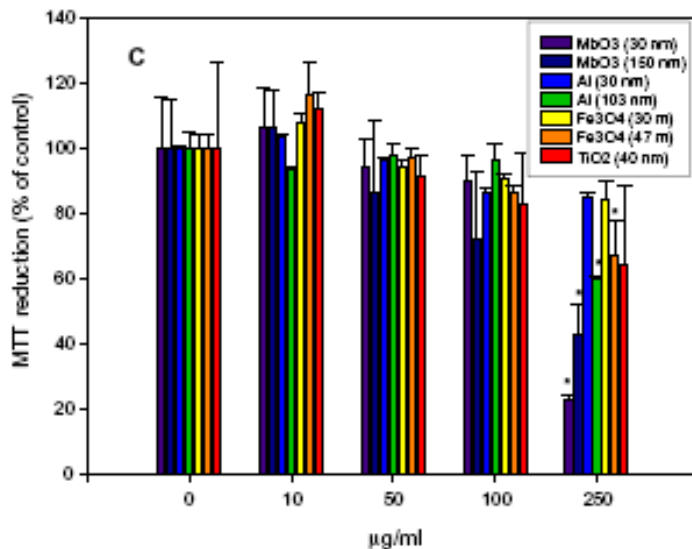 140
120
100
80
60
40
20
0
MTT reduction (% of control)
C
MbO3 (30 nm)
MbO3 (150 nm)
Al (30 nm)
Al (103 nm)
Fe3O4 (30 m)
Fe3O4 (47 m)
TiO2 (40 nm)
*
*
*
*
0 10 50 100 250
µg/ml